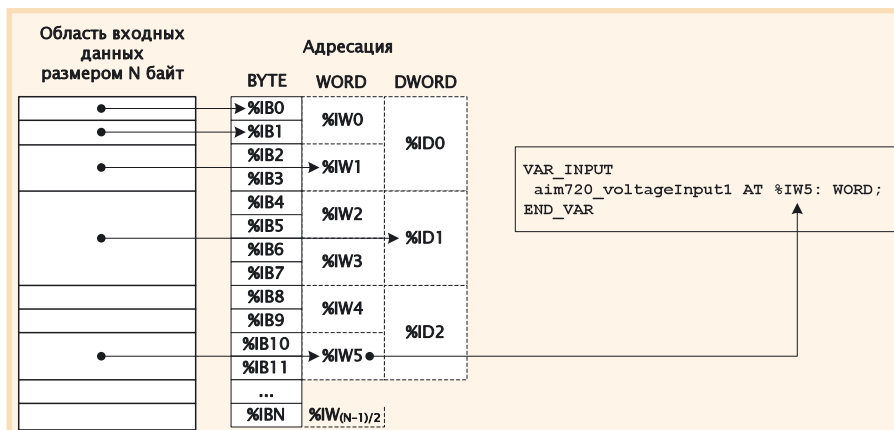 Область входных
данных
размером N байт
Адресация
BYTE WORD DWORD
%IB0
%IW0
%IB1
%ID0
%IB2
%IW1
%IB3
%IB4
%IW2
%IB5
%ID1
%IB6
%IW3
%IB7
%IB8
%IW4
%IB9
%ID2
%IB10
%IW5
%IB11
...
%IBN %IW(N-1)/2
VAR_INPUT
aim720_voltageInput1 AT %IW5: WORD;
END_VAR